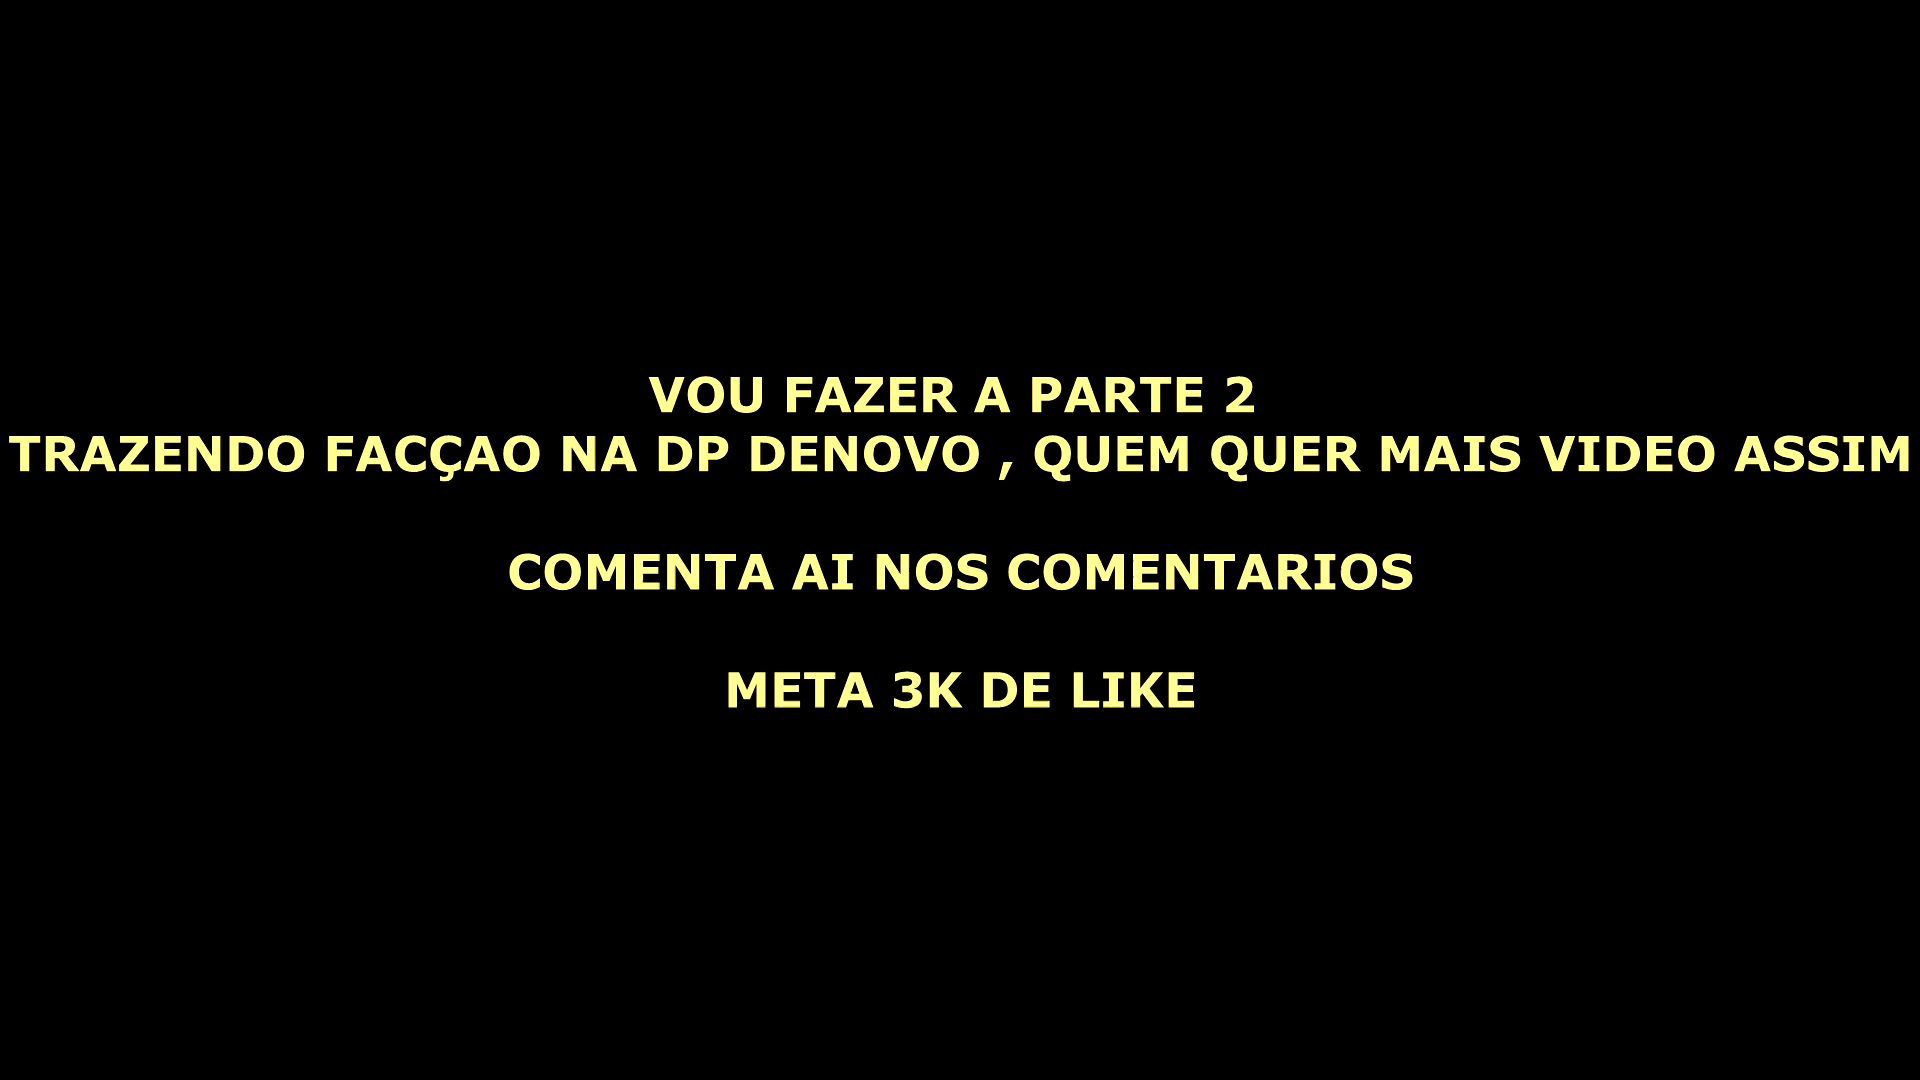 VOU FAZER A PARTE 2
TRAZENDO FACÇAO NA DP DENOVO , QUEM QUER MAIS VIDEO ASSIM
COMENTA AI NOS COMENTARIOS
META 3K DE LIKE